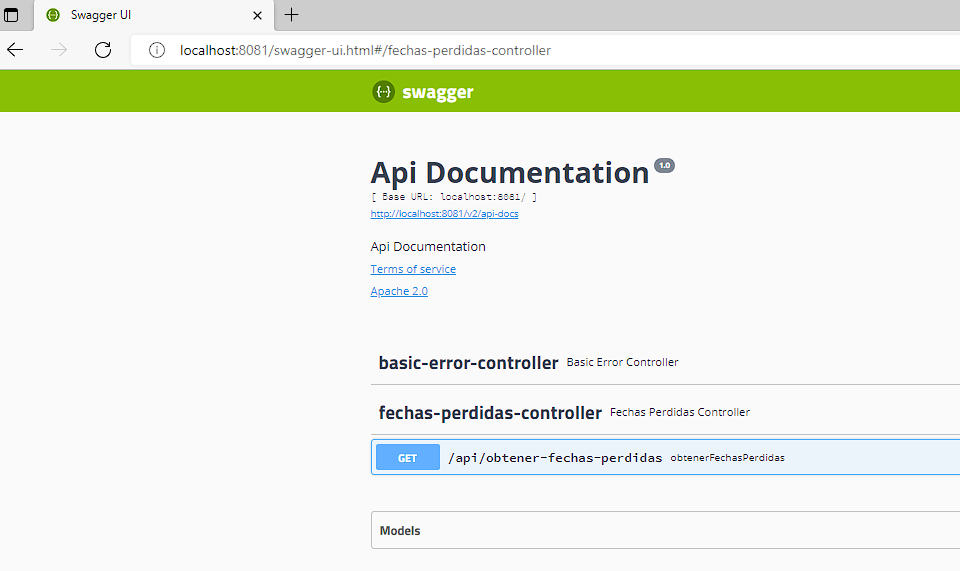 Swagger UI
localhost:8081/swagger-ui.html#/fechas-perdidas-controller
{··} swagger
Api Documentation 1.0
[ Base URL: localhost:8081/ ]
http://localhost:8081/v2/api-docs
Api Documentation
Terms of service
Apache 2.0
basic-error-controller Basic Error Controller
fechas-perdidas-controller Fechas Perdidas Controller
GET /api/obtener-fechas-perdidas obtenerFechasPerdidas
Models